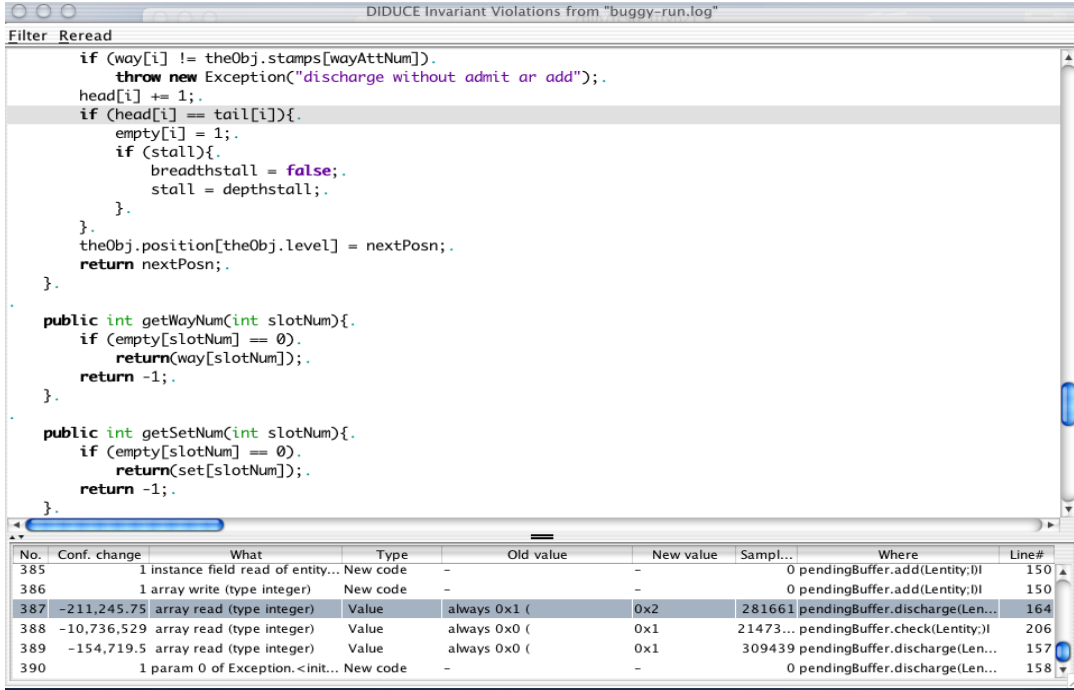 DIDUCE Invariant Violations from "buggy-run.log"
Filter Reread
if (way[i] != theObj.stamps[wayAttNum]).
throw new Exception("discharge without admit ar add");.
head[i] += 1;.
if (head[i] == tail[i]){.
empty[i] = 1;.
if (stall){.
breadthstall = false;.
stall = depthstall;.
}.
}.
theObj.position[theObj.level] = nextPosn;.
return nextPosn;.
}.
.
public int getWayNum(int slotNum){.
if (empty[slotNum] == 0).
return(way[slotNum]);.
return -1;.
}.
.
public int getSetNum(int slotNum){.
if (empty[slotNum] == 0).
return(set[slotNum]);.
return -1;.
}.
No. Conf. change What Type Old value New value Sampl... Where Line#
385 1 instance field read of entity... New code – – 0 pendingBuffer.add(Lentity;I)I 150
386 1 array write (type integer) New code – – 0 pendingBuffer.add(Lentity;I)I 150
387 -211,245.75 array read (type integer) Value always 0x1 ( 0x2 281661 pendingBuffer.discharge(Len... 164
388 -10,736,529 array read (type integer) Value always 0x0 ( 0x1 21473... pendingBuffer.check(Lentity;)I 206
389 -154,719.5 array read (type integer) Value always 0x0 ( 0x1 309439 pendingBuffer.discharge(Len... 157
390 1 param 0 of Exception.<init... New code – – 0 pendingBuffer.discharge(Len... 158